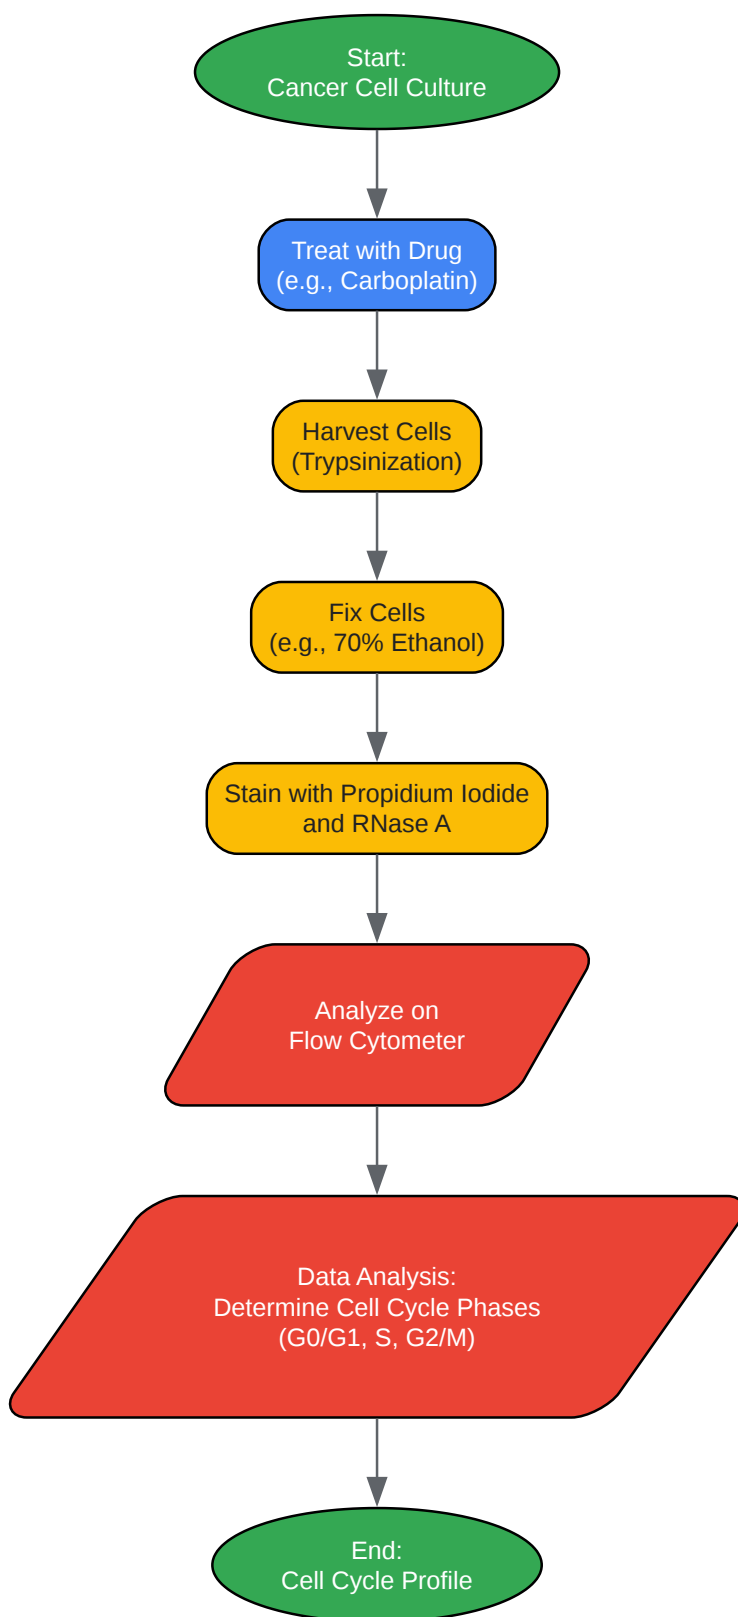 Start:
Cancer Cell Culture
Treat with Drug
(e.g., Carboplatin)
Harvest Cells
(Trypsinization)
Fix Cells
(e.g., 70% Ethanol)
Stain with Propidium Iodide
and RNase A
Analyze on
Flow Cytometer
Data Analysis:
Determine Cell Cycle Phases
(G0/G1, S, G2/M)
End:
Cell Cycle Profile